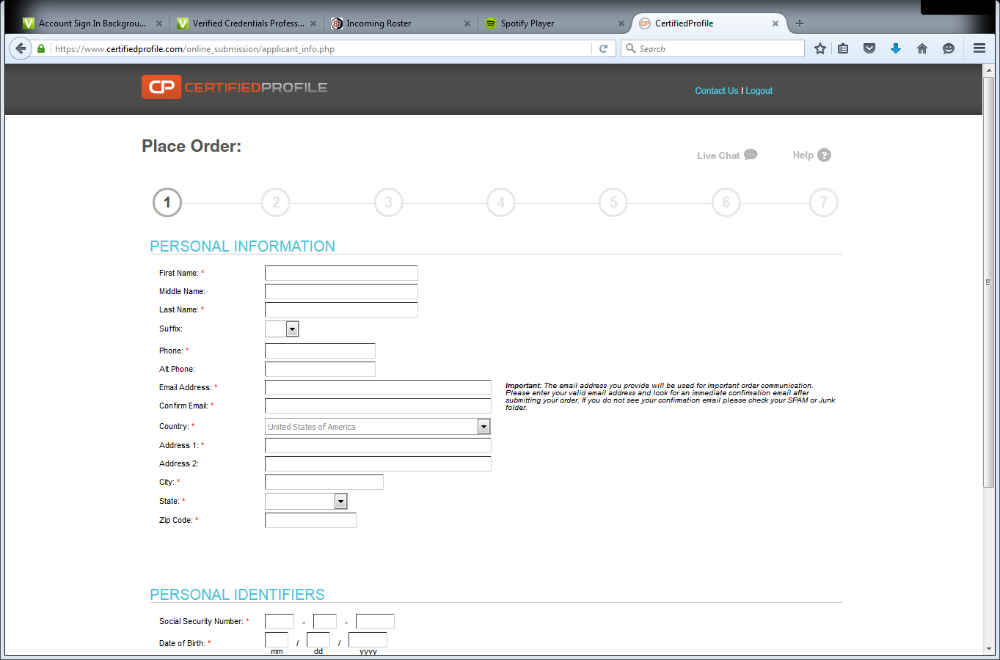 Account Sign In Backgrou...
Verified Credentials Profess...
Incoming Roster
Spotify Player
CertifiedProfile
https://www.certifiedprofile.com/online_submission/applicant_info.php
Search
CP CERTIFIEDPROFILE
Contact Us | Logout
Place Order:
Live Chat
Help ?
1 2 3 4 5 6 7
PERSONAL INFORMATION
First Name: *
Middle Name:
Last Name: *
Suffix:
Phone: *
Alt Phone:
Email Address: *
Important: The email address you provide will be used for important order communication.
Please enter your valid email address and look for an immediate confirmation email after
submitting your order. If you do not see your confirmation email please check your SPAM or Junk
folder.
Confirm Email: *
Country: * United States of America
Address 1: *
Address 2:
City: *
State: *
Zip Code: *
PERSONAL IDENTIFIERS
Social Security Number: * - -
Date of Birth: * / /
mm dd yyyy